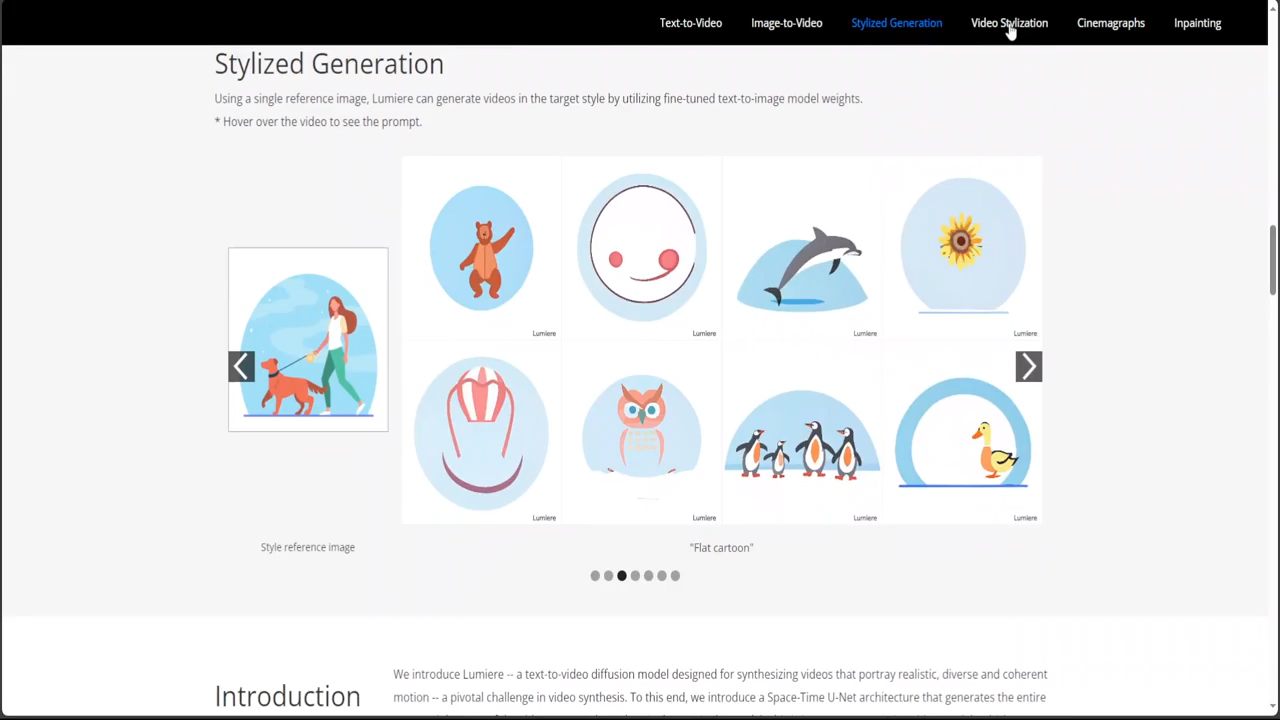 Text-to-Video Image-to-Video Stylized Generation Video Stylization Cinemagraphs Inpainting
Stylized Generation
Using a single reference image, Lumiere can generate videos in the target style by utilizing fine-tuned text-to-image model weights.
* Hover over the video to see the prompt.
Lumiere Lumiere Lumiere Lumiere
Lumiere Lumiere Lumiere Lumiere
Style reference image "Flat cartoon"
Introduction
We introduce Lumiere -- a text-to-video diffusion model designed for synthesizing videos that portray realistic, diverse and coherent
motion -- a pivotal challenge in video synthesis. To this end, we introduce a Space-Time U-Net architecture that generates the entire